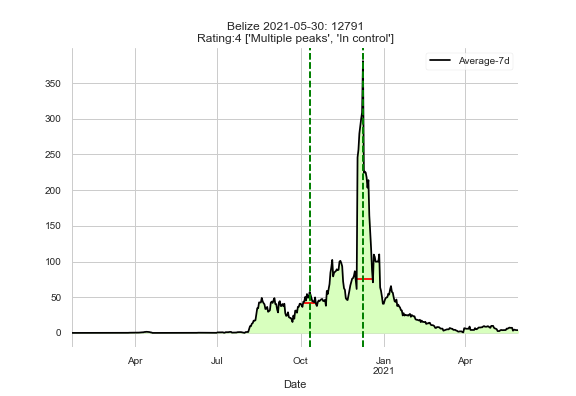 Belize 2021-05-30: 12791
Rating:4 ['Multiple peaks', 'In control']
Average-7d
350
300
250
200
150
100
50
0
Apr
Jul
Oct
Jan
2021
Apr
Date